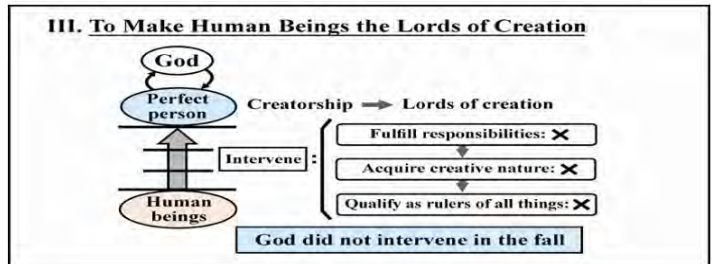 III. To Make Human Beings the Lords of Creation
God
Perfect
person
Creatorship → Lords of creation
Intervene :
Fulfill responsibilities: ✕
Acquire creative nature: ✕
Qualify as rulers of all things: ✕
Human
beings
God did not intervene in the fall